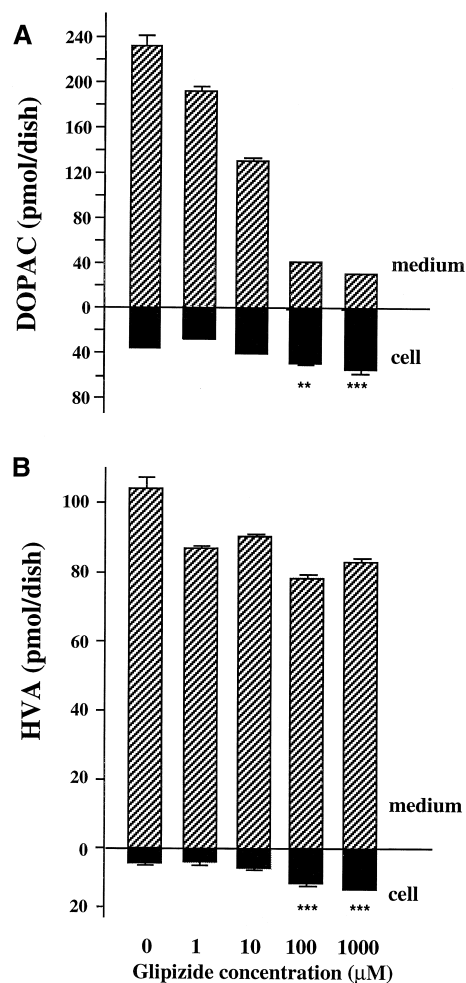 A
DOPAC (pmol/dish)
240
200
160
120
80
40
0
40
80
medium
cell
** ***
B
HVA (pmol/dish)
100
80
60
40
20
0
20
medium
cell
*** ***
0 1 10 100 1000
Glipizide concentration (μM)